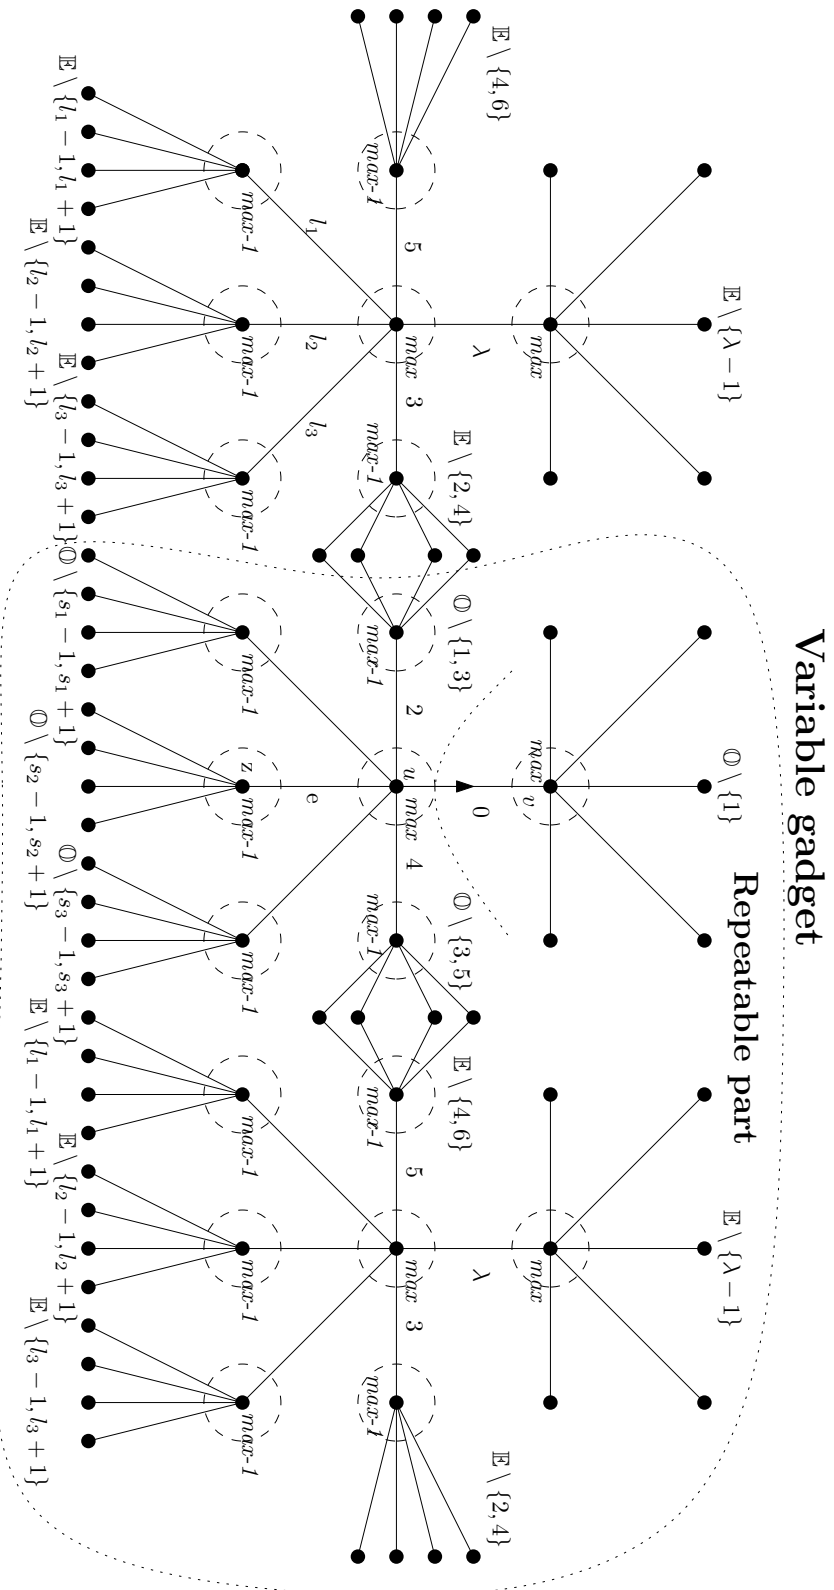 Variable gadget
Repeatable part
𝔼 \ {λ − 1}
𝕆 \ {1}
𝔼 \ {λ − 1}
max
max
v
max
𝔼 \ {4, 6}
λ
𝔼 \ {2, 4}
𝕆 \ {1, 3}
0
𝕆 \ {3, 5}
𝔼 \ {4, 6}
λ
𝔼 \ {2, 4}
max-1
5
max
3
max-1
max-1
2
u
max
4
max-1
max-1
5
max
3
max-1
l₁
l₂
l₃
e
max-1
max-1
max-1
max-1
z
max-1
max-1
max-1
max-1
max-1
𝔼 \ {l₁ − 1, l₁ + 1}
𝔼 \ {l₂ − 1, l₂ + 1}
𝔼 \ {l₃ − 1, l₃ + 1}
𝕆 \ {s₁ − 1, s₁ + 1}
𝕆 \ {s₂ − 1, s₂ + 1}
𝕆 \ {s₃ − 1, s₃ + 1}
𝔼 \ {l₁ − 1, l₁ + 1}
𝔼 \ {l₂ − 1, l₂ + 1}
𝔼 \ {l₃ − 1, l₃ + 1}